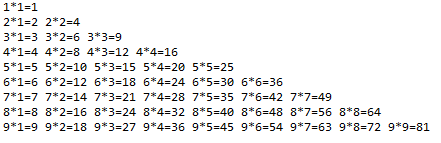 1*1=1
2*1=2 2*2=4
3*1=3 3*2=6 3*3=9
4*1=4 4*2=8 4*3=12 4*4=16
5*1=5 5*2=10 5*3=15 5*4=20 5*5=25
6*1=6 6*2=12 6*3=18 6*4=24 6*5=30 6*6=36
7*1=7 7*2=14 7*3=21 7*4=28 7*5=35 7*6=42 7*7=49
8*1=8 8*2=16 8*3=24 8*4=32 8*5=40 8*6=48 8*7=56 8*8=64
9*1=9 9*2=18 9*3=27 9*4=36 9*5=45 9*6=54 9*7=63 9*8=72 9*9=81